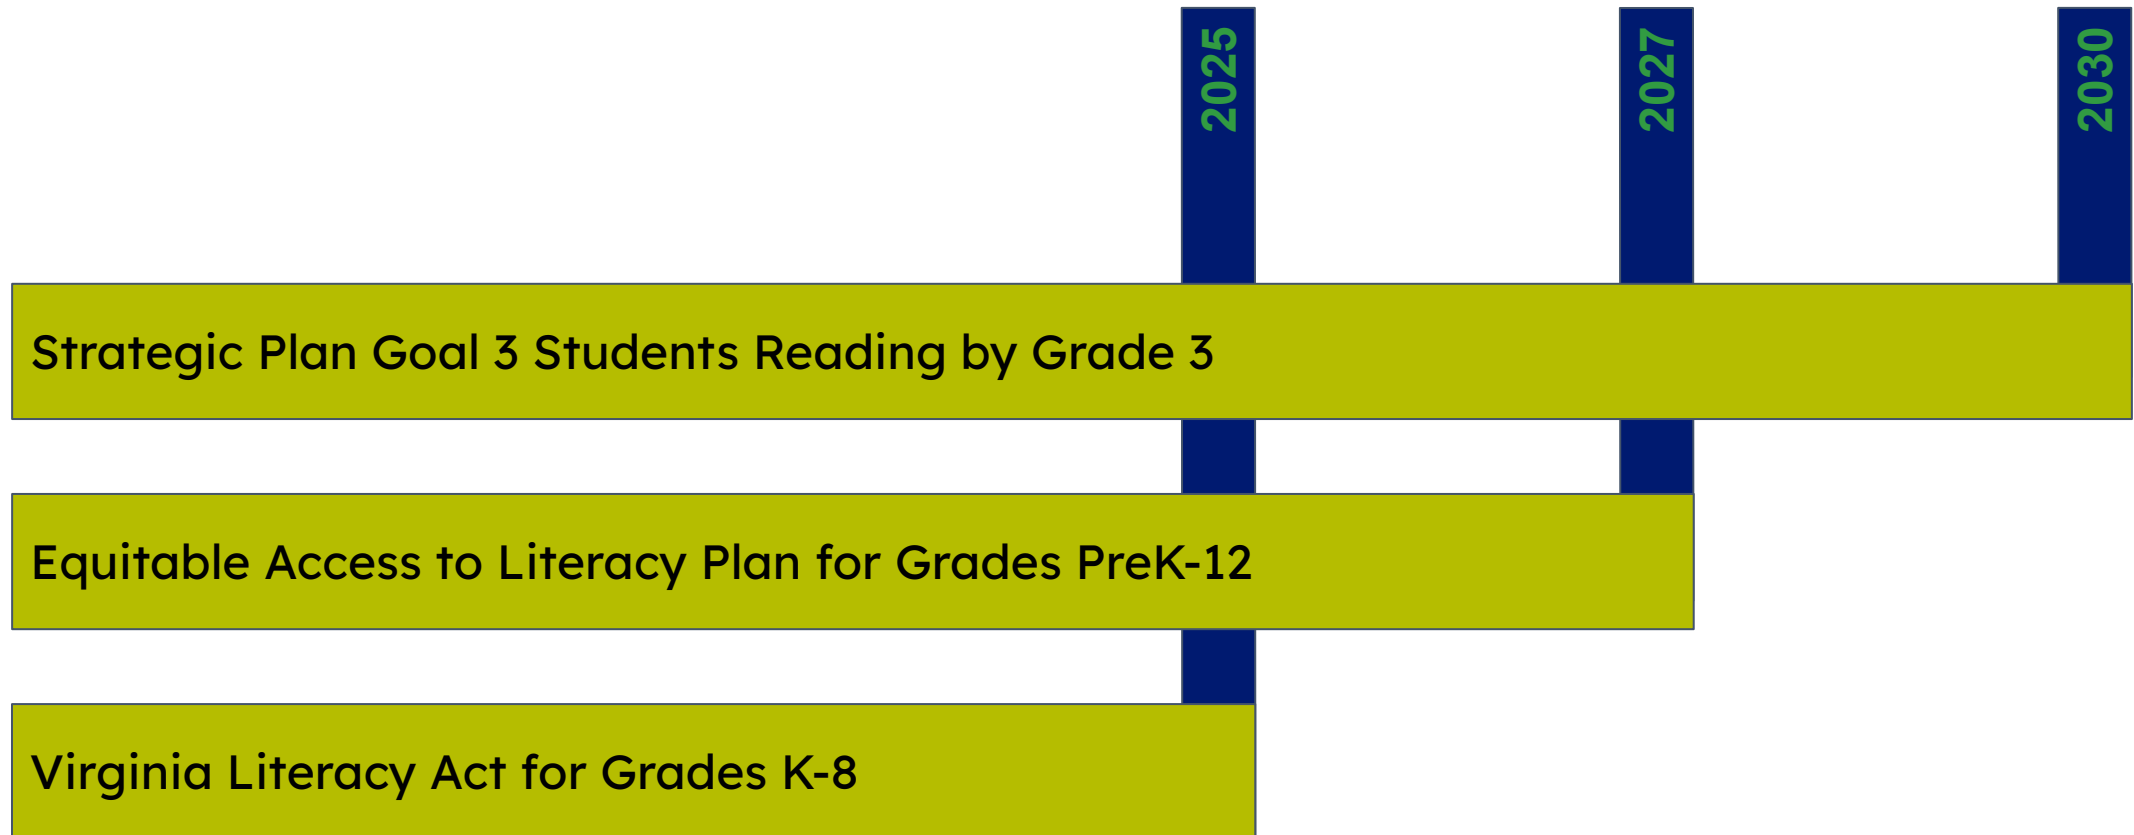 2025
2027
2030
Strategic Plan Goal 3 Students Reading by Grade 3
Equitable Access to Literacy Plan for Grades PreK-12
Virginia Literacy Act for Grades K-8